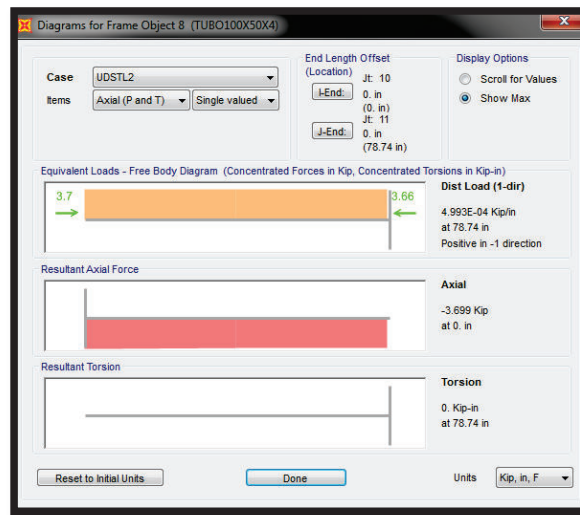 Diagrams for Frame Object 8 (TUBO100X50X4)
Case
UDSTL2
Items
Axial (P and T)
Single valued
End Length Offset
(Location)
I-End:
Jt: 10
0. in
(0. in)
J-End:
Jt: 11
0. in
(78.74 in)
Display Options
Scroll for Values
Show Max
Equivalent Loads - Free Body Diagram (Concentrated Forces in Kip, Concentrated Torsions in Kip-in)
3.7
3.66
Dist Load (1-dir)
4.993E-04 Kip/in
at 78.74 in
Positive in -1 direction
Resultant Axial Force
Axial
-3.699 Kip
at 0. in
Resultant Torsion
Torsion
0. Kip-in
at 78.74 in
Reset to Initial Units
Done
Units
Kip, in, F